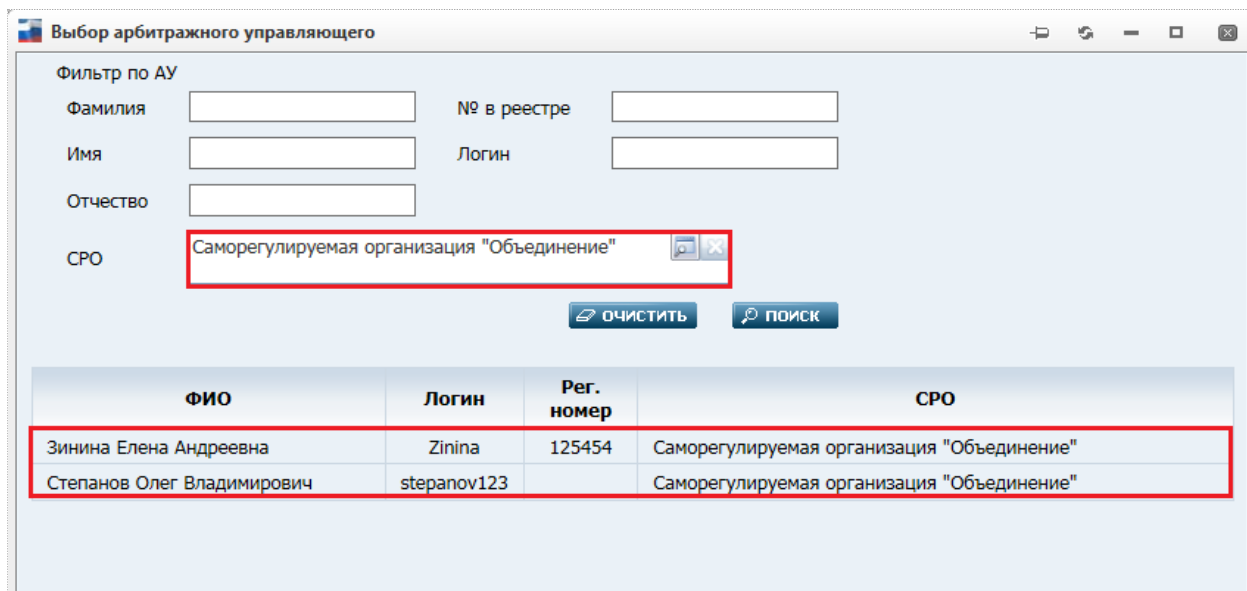 Выбор арбитражного управляющего
Фильтр по АУ
Фамилия № в реестре
Имя Логин
Отчество
СРО Саморегулируемая организация "Объединение"
ОЧИСТИТЬ ПОИСК
ФИО Логин Рег. номер СРО
Зинина Елена Андреевна Zinina 125454 Саморегулируемая организация "Объединение"
Степанов Олег Владимирович stepanov123 Саморегулируемая организация "Объединение"